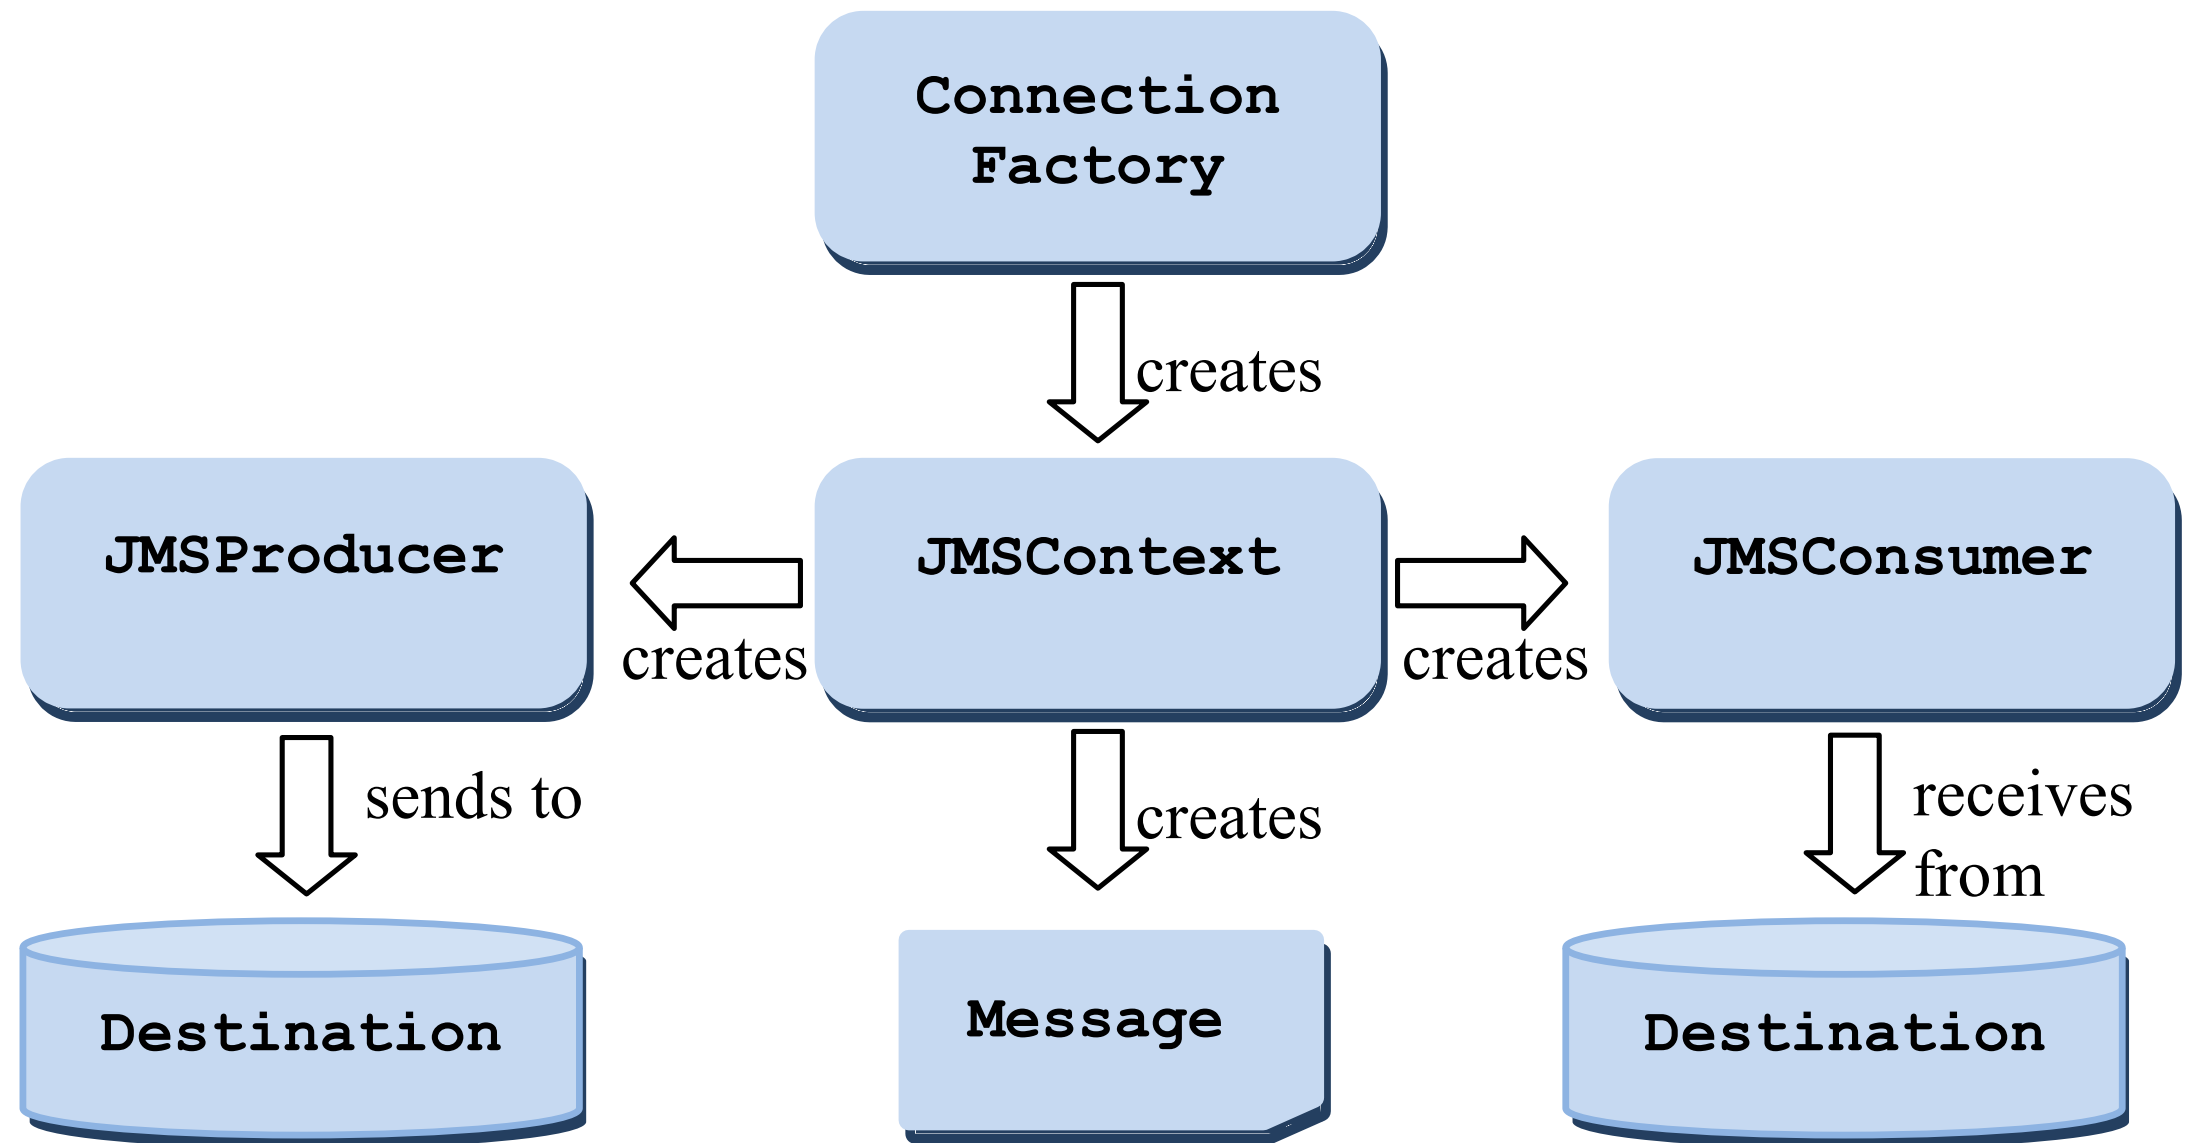 Connection
Factory
creates
JMSProducer
JMSContext
JMSConsumer
creates
creates
sends to
creates
receives
from
Destination
Message
Destination